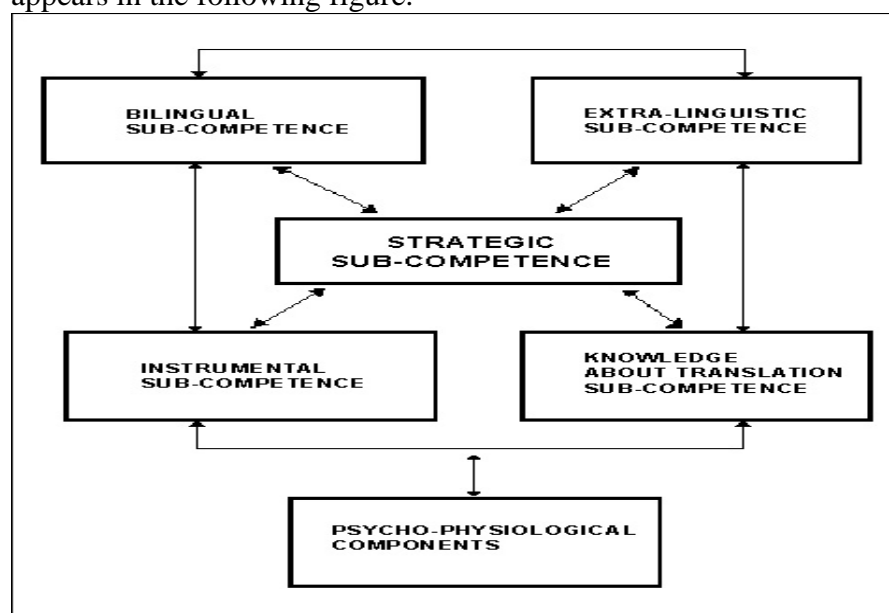 appears in the following figure.
BILINGUAL
SUB-COMPETENCE
EXTRA-LINGUISTIC
SUB-COMPETENCE
STRATEGIC
SUB-COMPETENCE
INSTRUMENTAL
SUB-COMPETENCE
KNOWLEDGE
ABOUT TRANSLATION
SUB-COMPETENCE
PSYCHO-PHYSIOLOGICAL
COMPONENTS